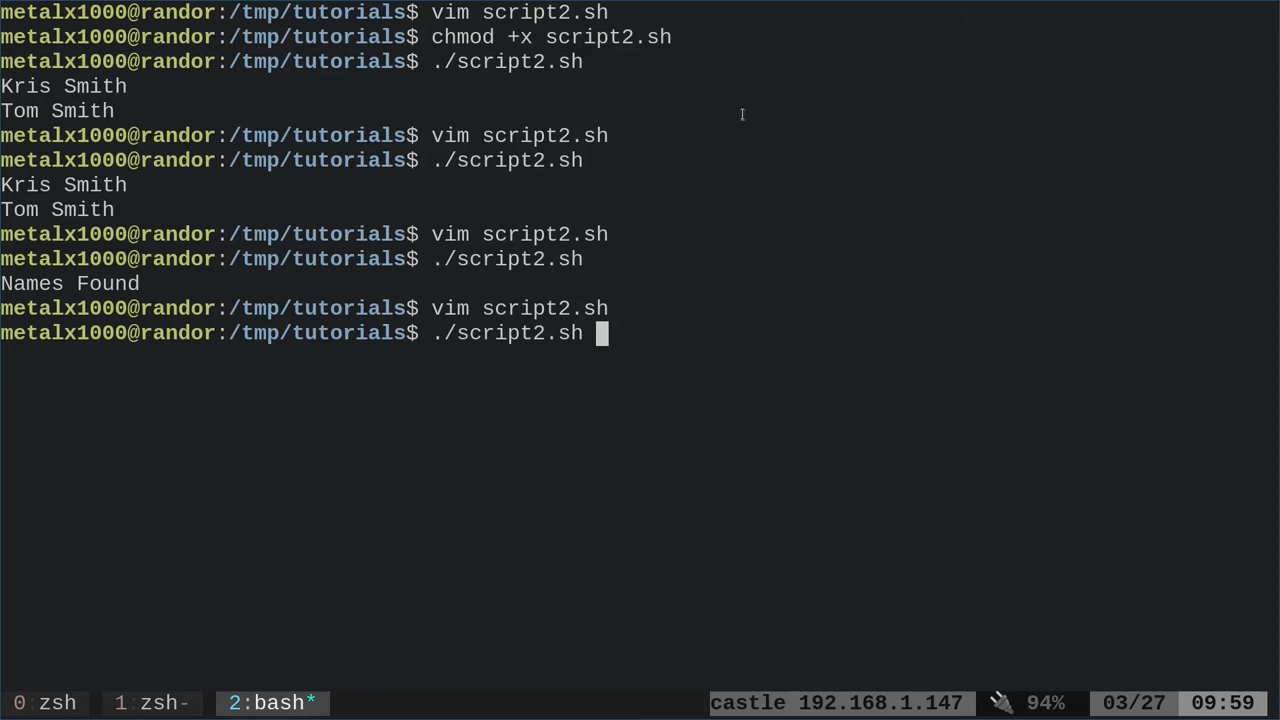 metalx1000@randor:/tmp/tutorials$ vim script2.sh
metalx1000@randor:/tmp/tutorials$ chmod +x script2.sh
metalx1000@randor:/tmp/tutorials$ ./script2.sh
Kris Smith
Tom Smith
metalx1000@randor:/tmp/tutorials$ vim script2.sh
metalx1000@randor:/tmp/tutorials$ ./script2.sh
Kris Smith
Tom Smith
metalx1000@randor:/tmp/tutorials$ vim script2.sh
metalx1000@randor:/tmp/tutorials$ ./script2.sh
Names Found
metalx1000@randor:/tmp/tutorials$ vim script2.sh
metalx1000@randor:/tmp/tutorials$ ./script2.sh
0 zsh 1 zsh- 2:bash* castle 192.168.1.147 94% 03/27 09:59